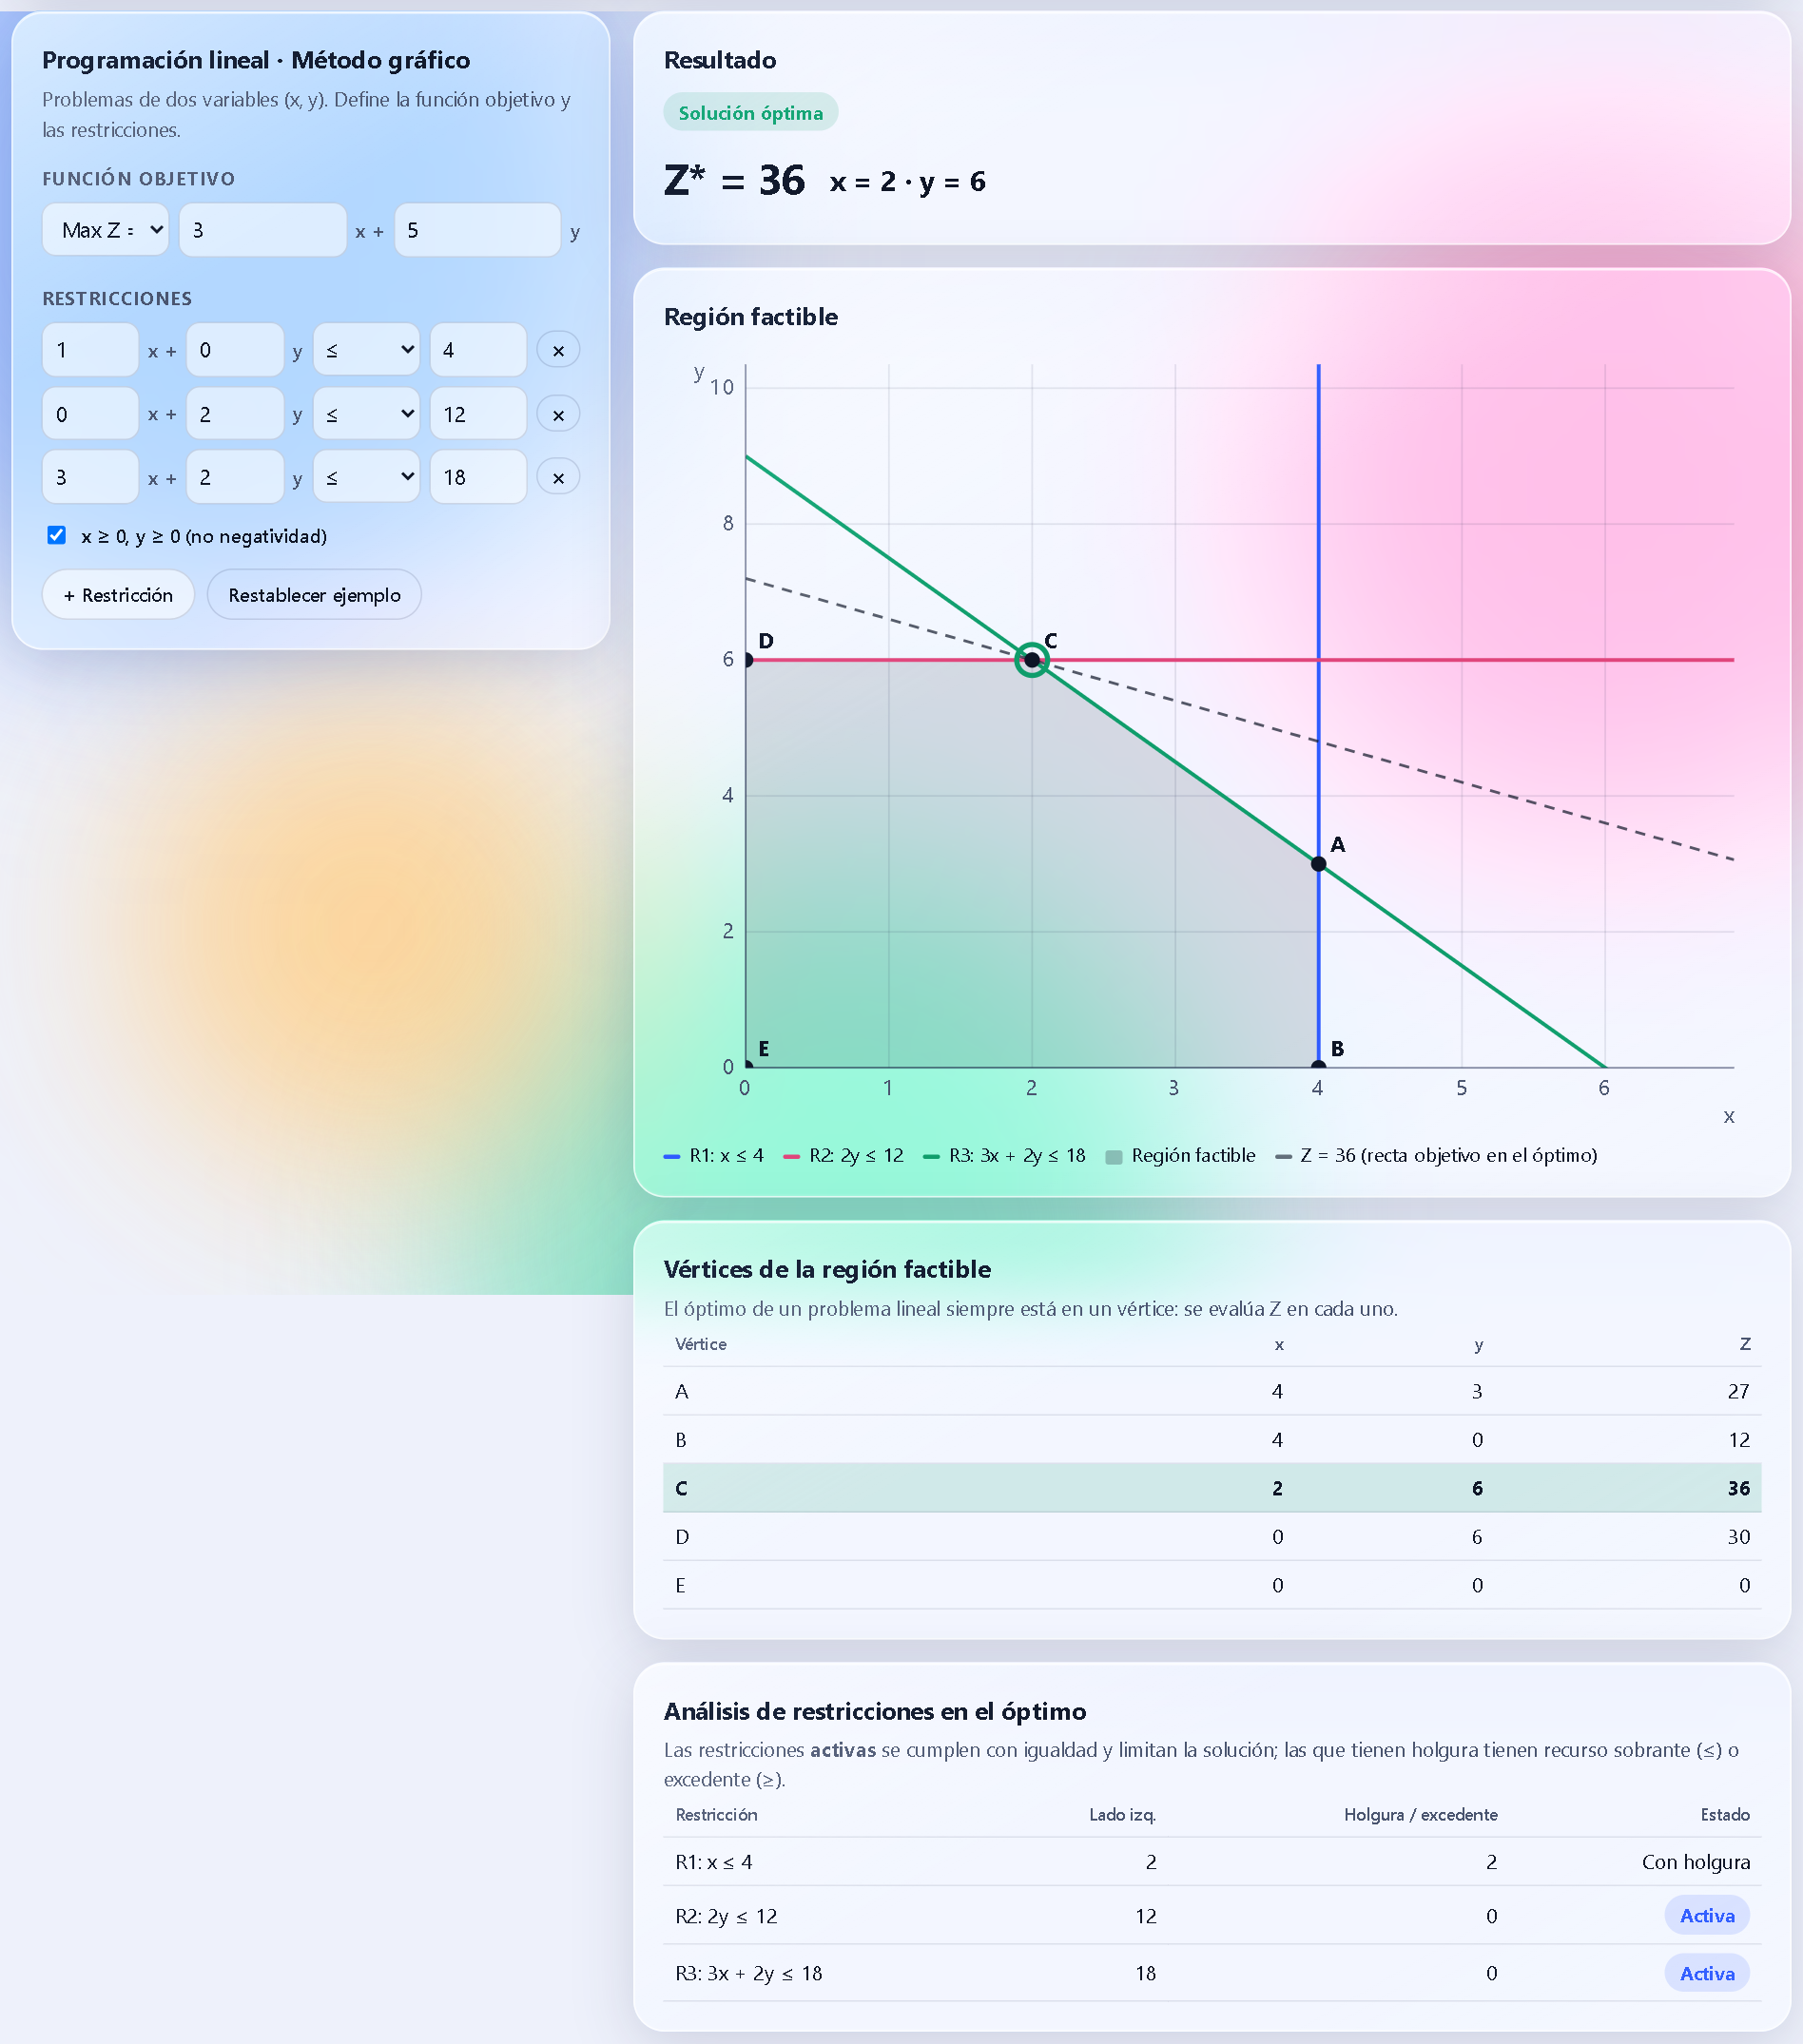 Programación lineal · Método gráfico
Problemas de dos variables (x, y). Define la función objetivo y
las restricciones.
FUNCIÓN OBJETIVO
Max Z = 3 x + 5 y
RESTRICCIONES
1 x + 0 y ≤ 4 ×
0 x + 2 y ≤ 12 ×
3 x + 2 y ≤ 18 ×
x ≥ 0, y ≥ 0 (no negatividad)
+ Restricción Restablecer ejemplo
Resultado
Solución óptima
Z* = 36 x = 2 · y = 6
Región factible
y
10
8
6
4
2
0
D
C
A
E
B
0 1 2 3 4 5 6
x
R1: x ≤ 4 R2: 2y ≤ 12 R3: 3x + 2y ≤ 18 Región factible Z = 36 (recta objetivo en el óptimo)
Vértices de la región factible
El óptimo de un problema lineal siempre está en un vértice: se evalúa Z en cada uno.
Vértice x y Z
A 4 3 27
B 4 0 12
C 2 6 36
D 0 6 30
E 0 0 0
Análisis de restricciones en el óptimo
Las restricciones activas se cumplen con igualdad y limitan la solución; las que tienen holgura tienen recurso sobrante (≤) o
excedente (≥).
Restricción Lado izq. Holgura / excedente Estado
R1: x ≤ 4 2 2 Con holgura
R2: 2y ≤ 12 12 0 Activa
R3: 3x + 2y ≤ 18 18 0 Activa